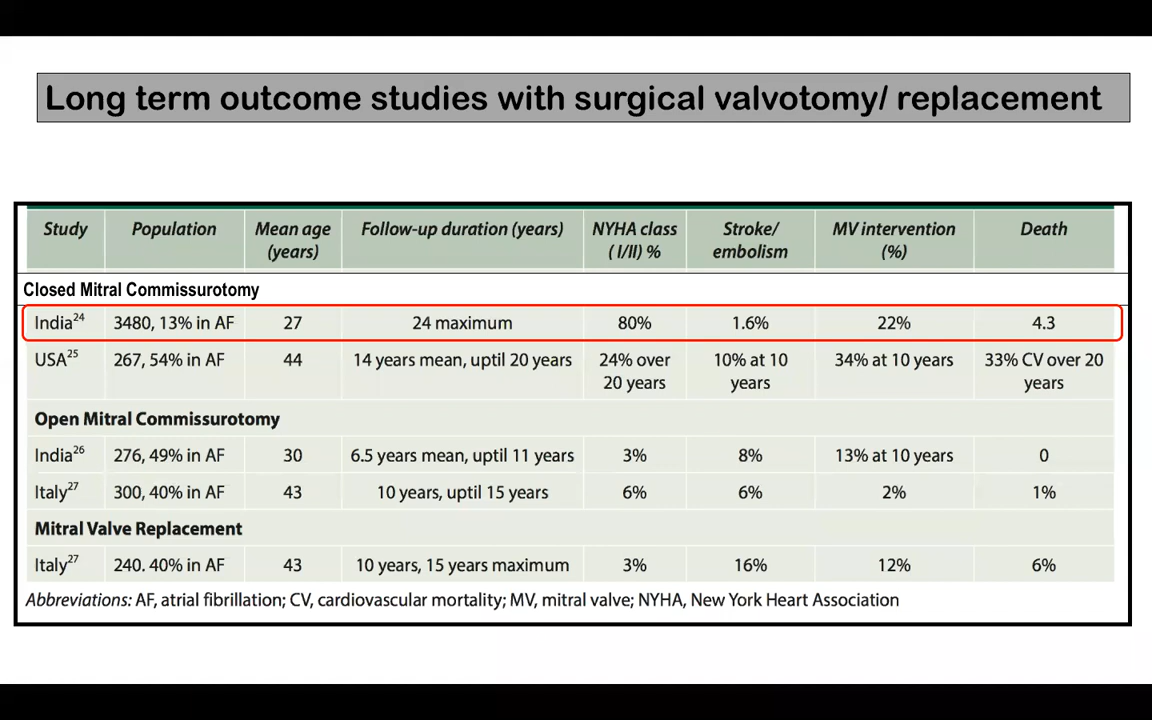 Long term outcome studies with surgical valvotomy/ replacement
Study Population Mean age (years) Follow-up duration (years) NYHA class ( I/II) % Stroke/ embolism MV intervention (%) Death
Closed Mitral Commissurotomy
India24 3480, 13% in AF 27 24 maximum 80% 1.6% 22% 4.3
USA25 267, 54% in AF 44 14 years mean, uptil 20 years 24% over 20 years 10% at 10 years 34% at 10 years 33% CV over 20 years
Open Mitral Commissurotomy
India26 276, 49% in AF 30 6.5 years mean, uptil 11 years 3% 8% 13% at 10 years 0
Italy27 300, 40% in AF 43 10 years, uptil 15 years 6% 6% 2% 1%
Mitral Valve Replacement
Italy27 240. 40% in AF 43 10 years, 15 years maximum 3% 16% 12% 6%
Abbreviations: AF, atrial fibrillation; CV, cardiovascular mortality; MV, mitral valve; NYHA, New York Heart Association